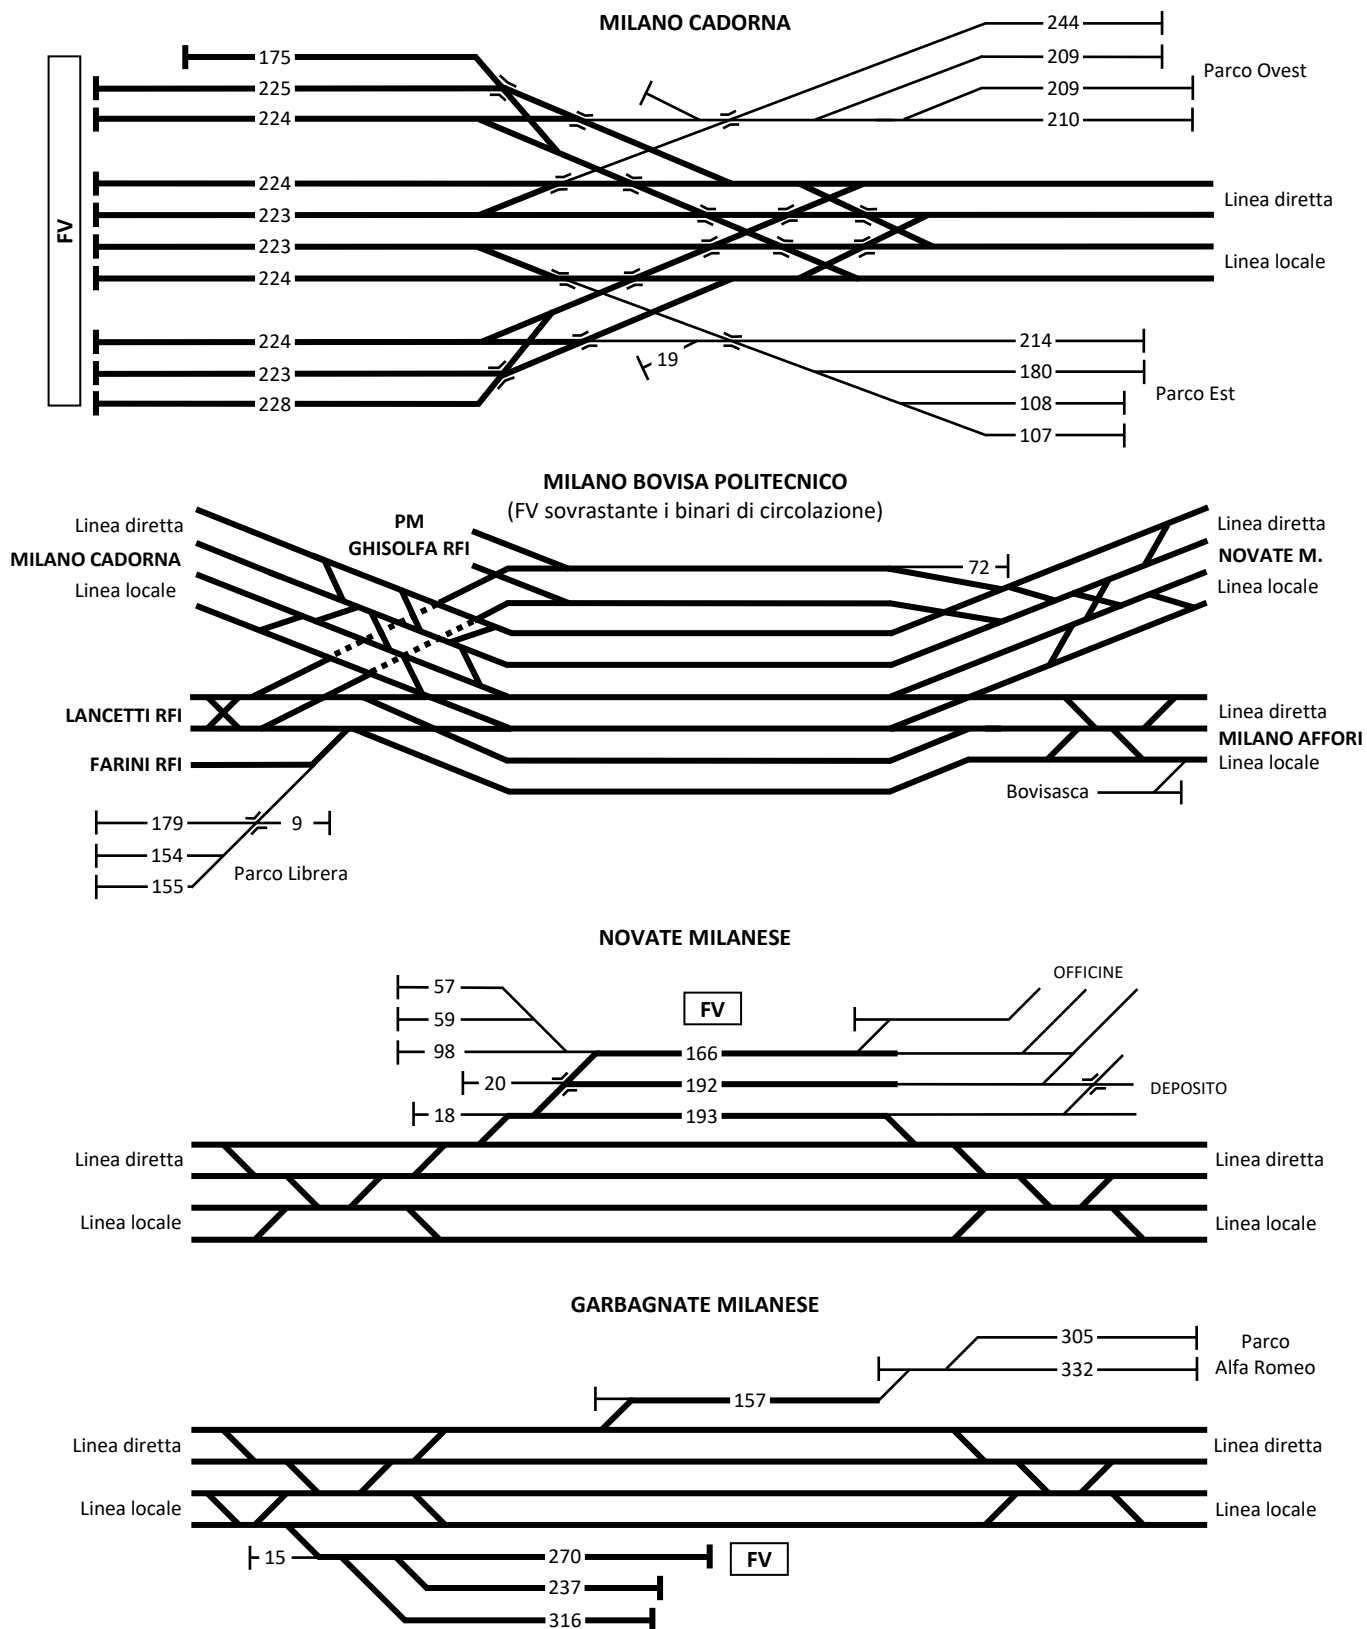 MILANO CADORNA
244
175
209
Parco Ovest
225
209
224
210
224
Linea diretta
223
FV
223
Linea locale
224
224
214
19
223
180
Parco Est
228
108
107
MILANO BOVISA POLITECNICO
(FV sovrastante i binari di circolazione)
Linea diretta
PM
GHISOLFA RFI
Linea diretta
MILANO CADORNA
NOVATE M.
72
Linea locale
Linea locale
LANCETTI RFI
Linea diretta
MILANO AFFORI
FARINI RFI
Linea locale
Bovisasca
179
9
154
Parco Librera
155
NOVATE MILANESE
57
OFFICINE
FV
59
98
166
20
192
DEPOSITO
18
193
Linea diretta
Linea diretta
Linea locale
Linea locale
GARBAGNATE MILANESE
305
Parco
Alfa Romeo
332
157
Linea diretta
Linea diretta
Linea locale
Linea locale
15
270
FV
237
316